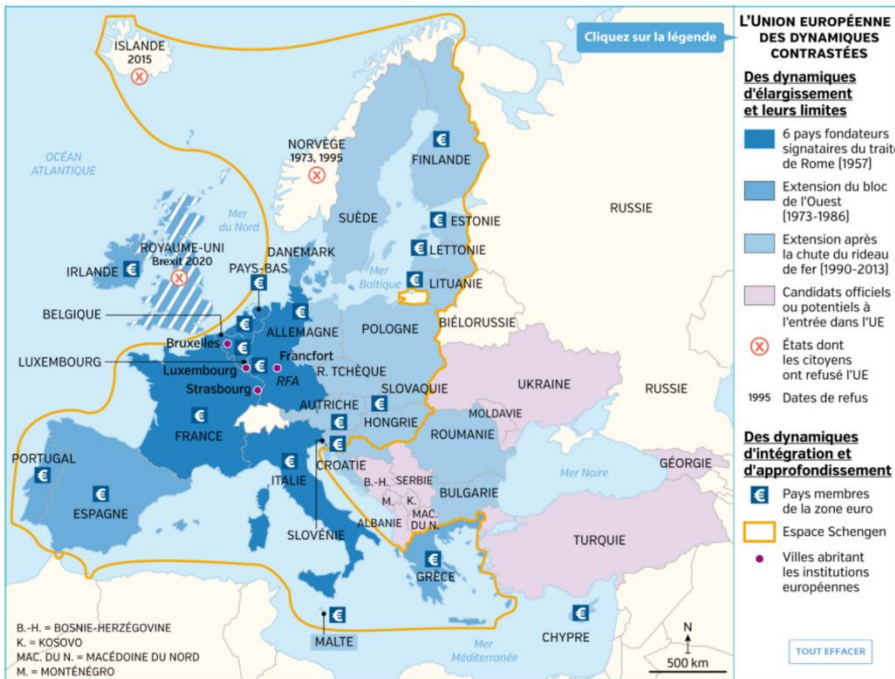 Cliquez sur la légende
ISLANDE
2015
NORVÈGE
1973, 1995
FINLANDE
OCÉAN
ATLANTIQUE
SUÈDE
RUSSIE
Mer
du Nord
ESTONIE
LETTONIE
ROYAUME-UNI
Brexit 2020
DANEMARK
IRLANDE
PAYS-BAS
Mer
Baltique
LITUANIE
BELGIQUE
ALLEMAGNE
POLOGNE
BIÉLORUSSIE
Bruxelles
LUXEMBOURG
Luxembourg
Francfort
RFA
R. TCHÈQUE
Strasbourg
SLOVAQUIE
UKRAINE
RUSSIE
AUTRICHE
HONGRIE
MOLDAVIE
FRANCE
ROUMANIE
PORTUGAL
ITALIE
CROATIE
SERBIE
B.-H.
Mer Noire
GÉORGIE
ESPAGNE
M.
K.
BULGARIE
SLOVÉNIE
ALBANIE
MAC.
DU N.
TURQUIE
GRÈCE
MALTE
CHYPRE
Mer
Méditerranée
N
500 km
B.-H. = BOSNIE-HERZÉGOVINE
K. = KOSOVO
MAC. DU N. = MACÉDOINE DU NORD
M. = MONTÉNÉGRO
L'UNION EUROPÉENNE
DES DYNAMIQUES
CONTRASTÉES
Des dynamiques
d'élargissement
et leurs limites
6 pays fondateurs
signataires du traité
de Rome (1957)
Extension du bloc
de l'Ouest
(1973-1986)
Extension après
la chute du rideau
de fer (1990-2013)
Candidats officiels
ou potentiels à
l'entrée dans l'UE
États dont
les citoyens
ont refusé l'UE
1995 Dates de refus
Des dynamiques
d'intégration et
d'approfondissement
€ Pays membres
de la zone euro
Espace Schengen
Villes abritant
les institutions
européennes
TOUT EFFACER